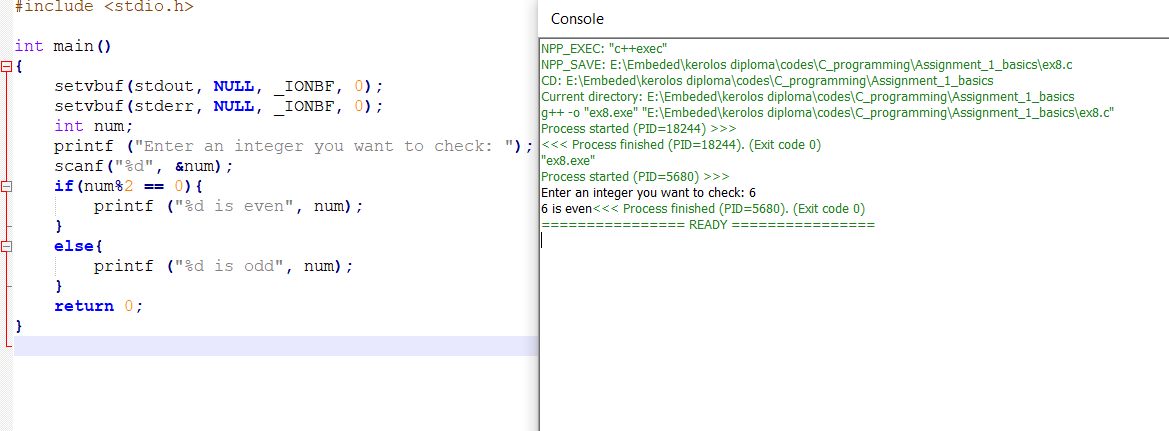 #include <stdio.h>
int main()
{
    setvbuf(stdout, NULL, _IONBF, 0);
    setvbuf(stderr, NULL, _IONBF, 0);
    int num;
    printf ("Enter an integer you want to check: ");
    scanf("%d", &num);
    if(num%2 == 0){
        printf ("%d is even", num);
    }
    else{
        printf ("%d is odd", num);
    }
    return 0;
}
Console
NPP_EXEC: "c++exec"
NPP_SAVE: E:\Embeded\kerolos diploma\codes\C_programming\Assignment_1_basics\ex8.c
CD: E:\Embeded\kerolos diploma\codes\C_programming\Assignment_1_basics
Current directory: E:\Embeded\kerolos diploma\codes\C_programming\Assignment_1_basics
g++ -o "ex8.exe" "E:\Embeded\kerolos diploma\codes\C_programming\Assignment_1_basics\ex8.c"
Process started (PID=18244) >>>
<<< Process finished (PID=18244). (Exit code 0)
"ex8.exe"
Process started (PID=5680) >>>
Enter an integer you want to check: 6
6 is even<<< Process finished (PID=5680). (Exit code 0)
================ READY ================